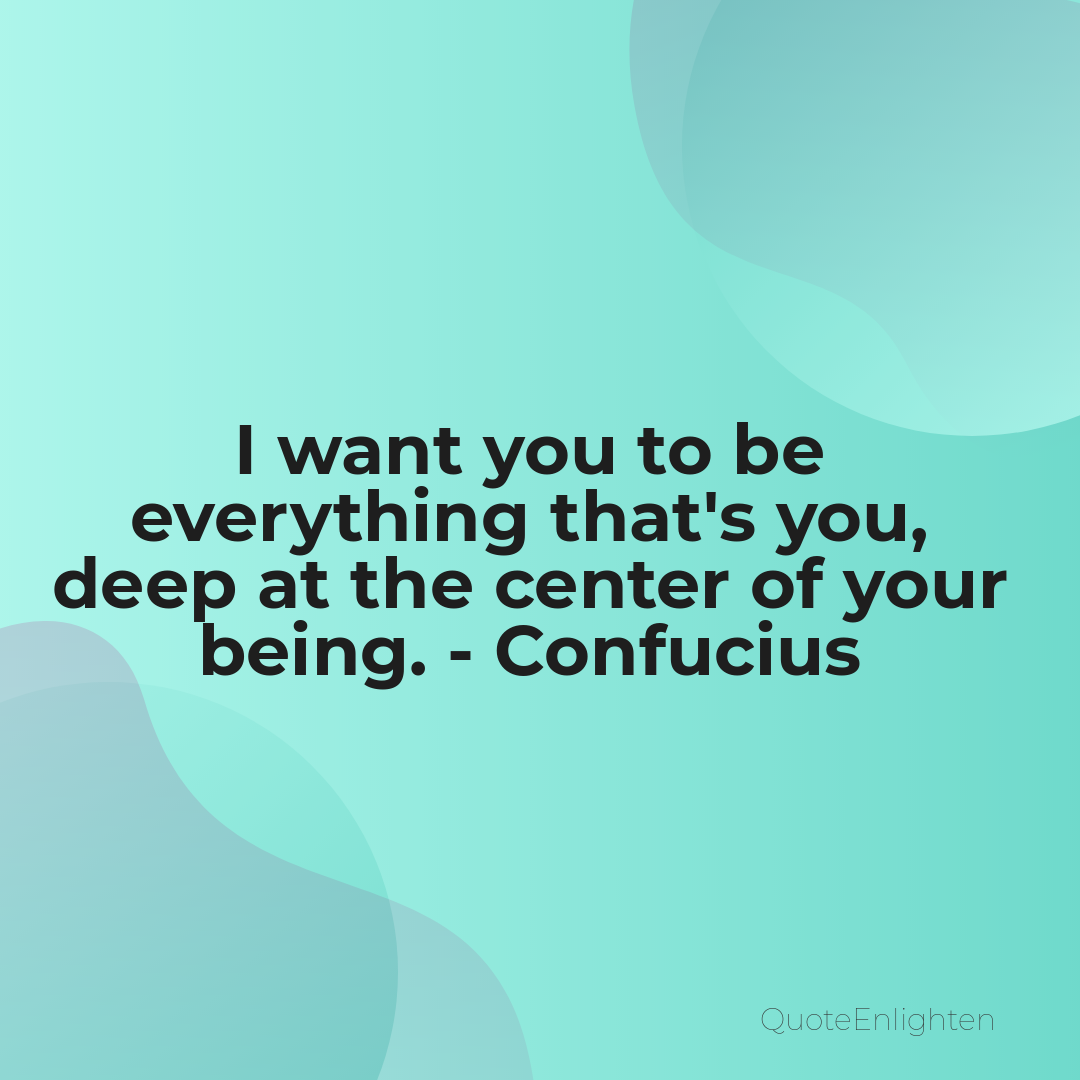 I want you to be
everything that's you,
deep at the center of your
being. - Confucius
QuoteEnlighten